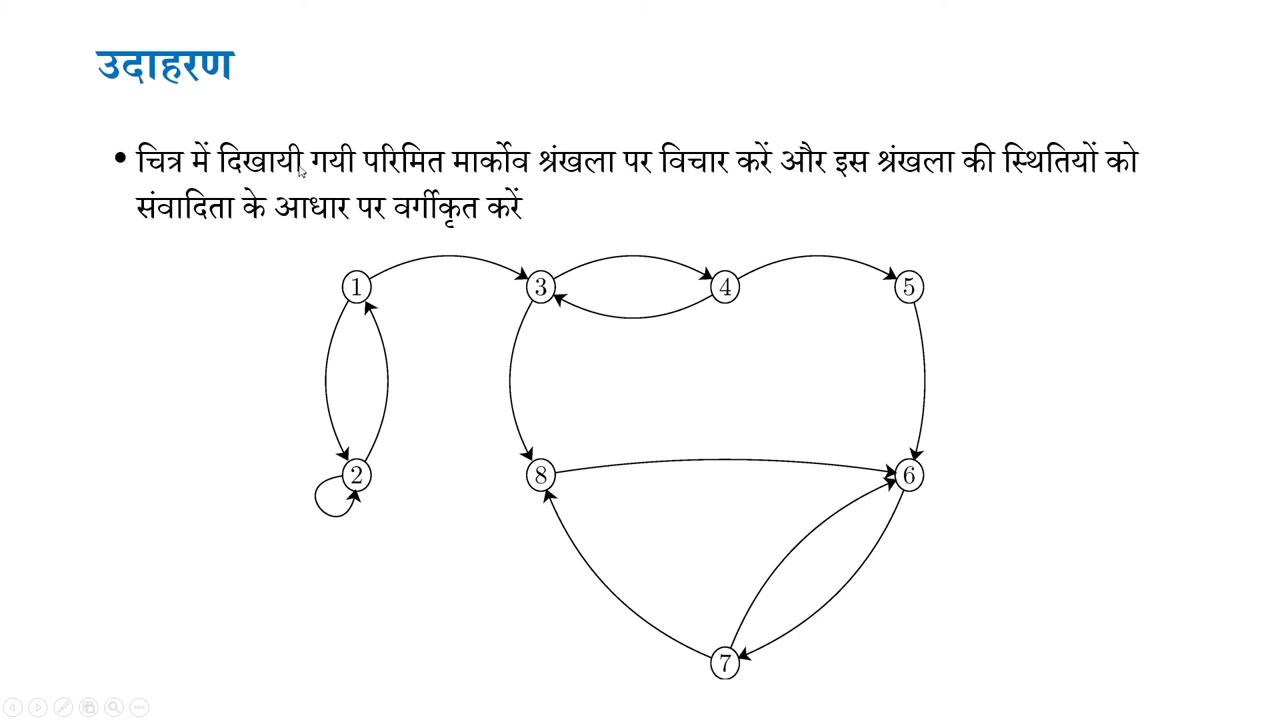 उदाहरण
• चित्र में दिखायी गयी परिमित मार्कोव श्रंखला पर विचार करें और इस श्रंखला की स्थितियों को
संवादिता के आधार पर वर्गीकृत करें
1 3 4 5
2 8 6
7